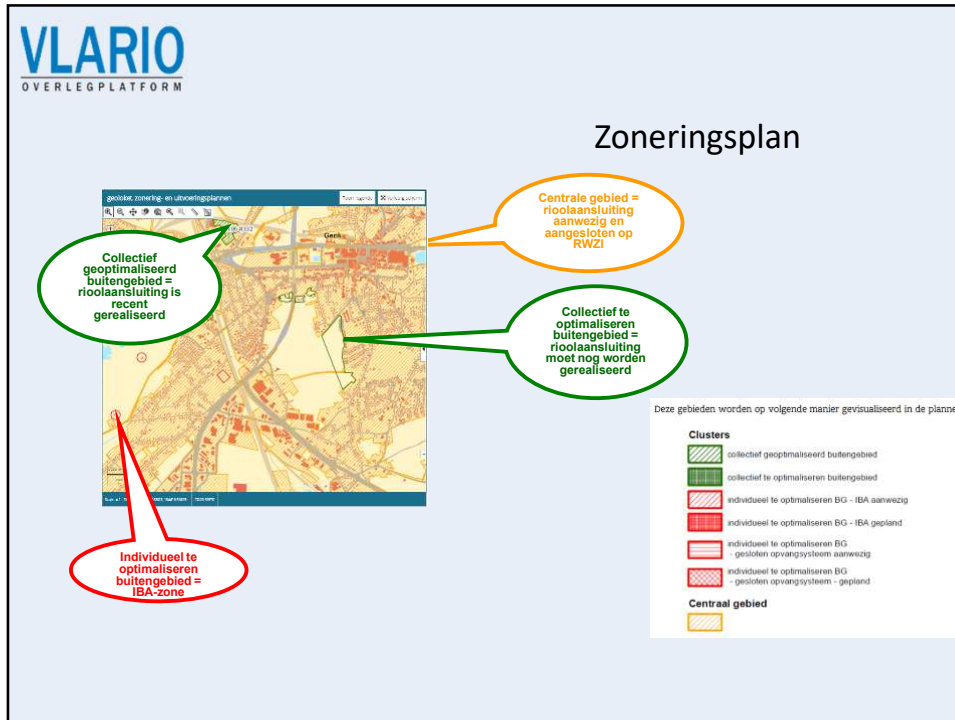 VLARIO
OVERLEGPLATFORM
Zoneringsplan
geoloket zonering- en uitvoeringsplannen
Genk
Collectief
geoptimaliseerd
buitengebied =
rioolaansluiting is
recent
gerealiseerd
Centrale gebied =
rioolaansluiting
aanwezig en
aangesloten op
RWZI
Collectief te
optimaliseren
buitengebied =
rioolaansluiting
moet nog worden
gerealiseerd
Individueel te
optimaliseren
buitengebied =
IBA-zone
Deze gebieden worden op volgende manier gevisualiseerd in de planne
Clusters
collectief geoptimaliseerd buitengebied
collectief te optimaliseren buitengebied
individueel te optimaliseren BG - IBA aanwezig
individueel te optimaliseren BG - IBA gepland
individueel te optimaliseren BG
- gesloten opvangsysteem aanwezig
individueel te optimaliseren BG
- gesloten opvangsysteem - gepland
Centraal gebied